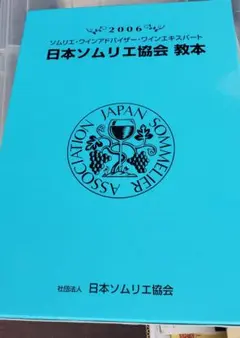 2006
ソムリエ・ワインアドバイザー・ワインエキスパート
日本ソムリエ協会 教本
JAPAN SOMMELIER ASSOCIATION
社団法人 日本ソムリエ協会